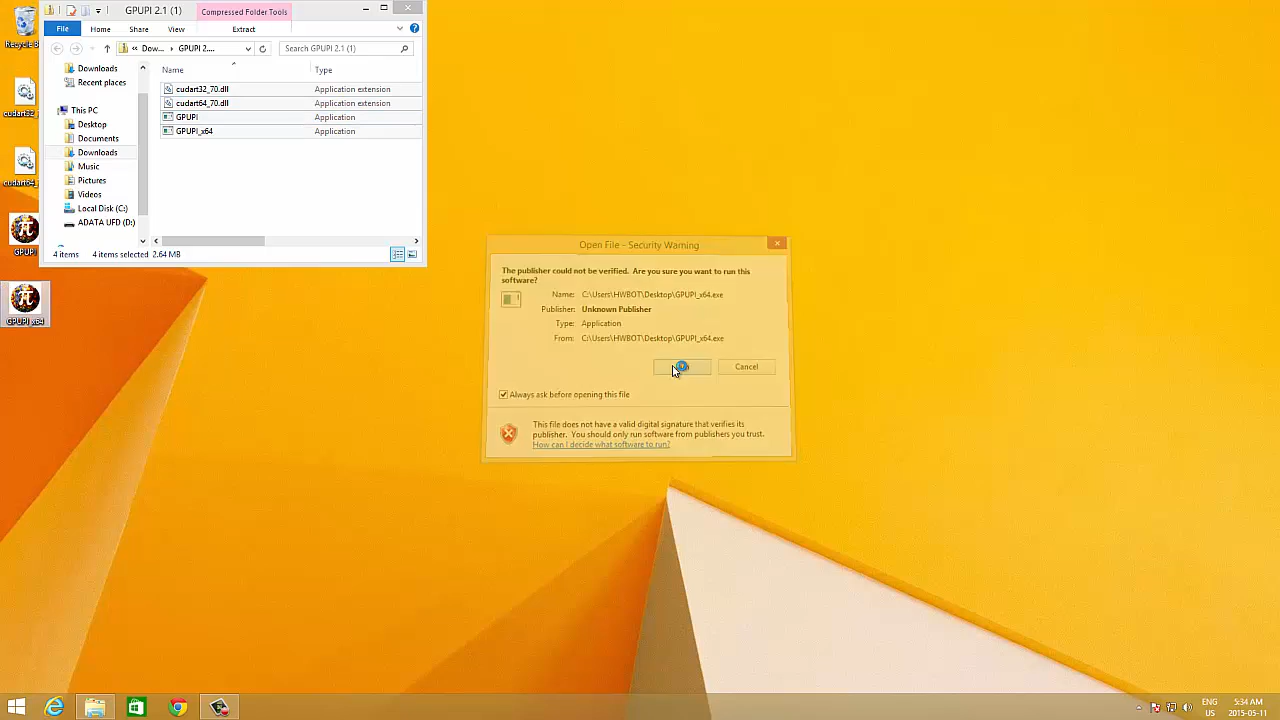 GPUPI 2.1 (1)
Compressed Folder Tools
File
Home
Share
View
Extract
Dow...
GPUPI 2....
Search GPUPI 2.1 (1)
Downloads
Recent places
This PC
Desktop
Documents
Downloads
Music
Pictures
Videos
Local Disk (C:)
ADATA UFD (D:)
Name
Type
cudart32_70.dll
Application extension
cudart64_70.dll
Application extension
GPUPI
Application
GPUPI_x64
Application
4 items
4 items selected 2.64 MB
Recycle B
cudart32_
cudart64_
GPUPI
GPUPI_x64
Open File - Security Warning
The publisher could not be verified. Are you sure you want to run this
software?
Name: C:\Users\HWBOT\Desktop\GPUPI_x64.exe
Publisher: Unknown Publisher
Type: Application
From: C:\Users\HWBOT\Desktop\GPUPI_x64.exe
Cancel
Always ask before opening this file
This file does not have a valid digital signature that verifies its
publisher. You should only run software from publishers you trust.
How can I decide what software to run?
ENG
US
5:34 AM
2015-05-11